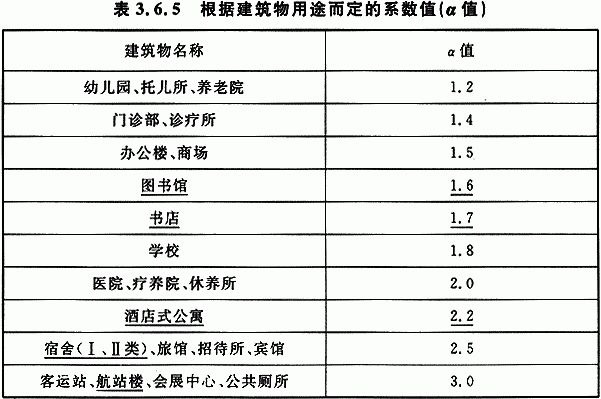 表 3.6.5 根据建筑物用途而定的系数值(α 值)
建筑物名称 α 值
幼儿园、托儿所、养老院 1.2
门诊部、诊疗所 1.4
办公楼、商场 1.5
图书馆 1.6
书店 1.7
学校 1.8
医院、疗养院、休养所 2.0
酒店式公寓 2.2
宿舍(Ⅰ、Ⅱ类)、旅馆、招待所、宾馆 2.5
客运站、航站楼、会展中心、公共厕所 3.0